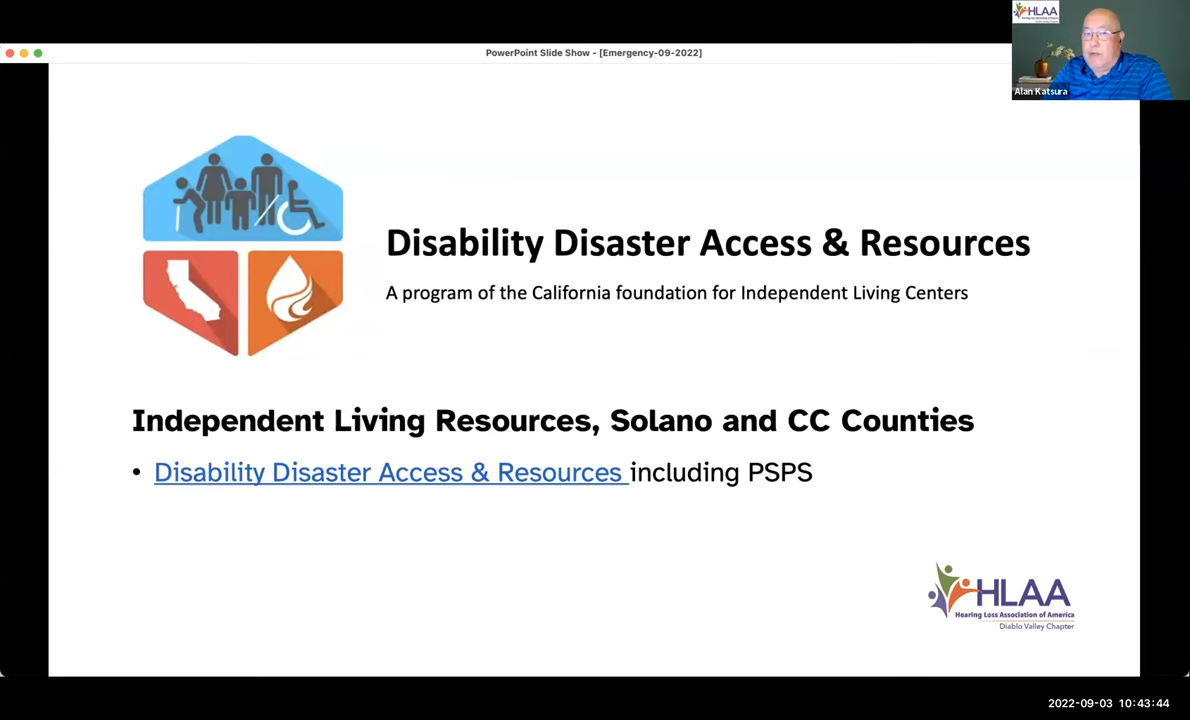 HLAA
PowerPoint Slide Show - [Emergency-09-2022]
Alan Katsura
Disability Disaster Access & Resources
A program of the California foundation for Independent Living Centers
Independent Living Resources, Solano and CC Counties
• Disability Disaster Access & Resources including PSPS
HLAA
Hearing Loss Association of America
Diablo Valley Chapter
2022-09-03 10:43:44